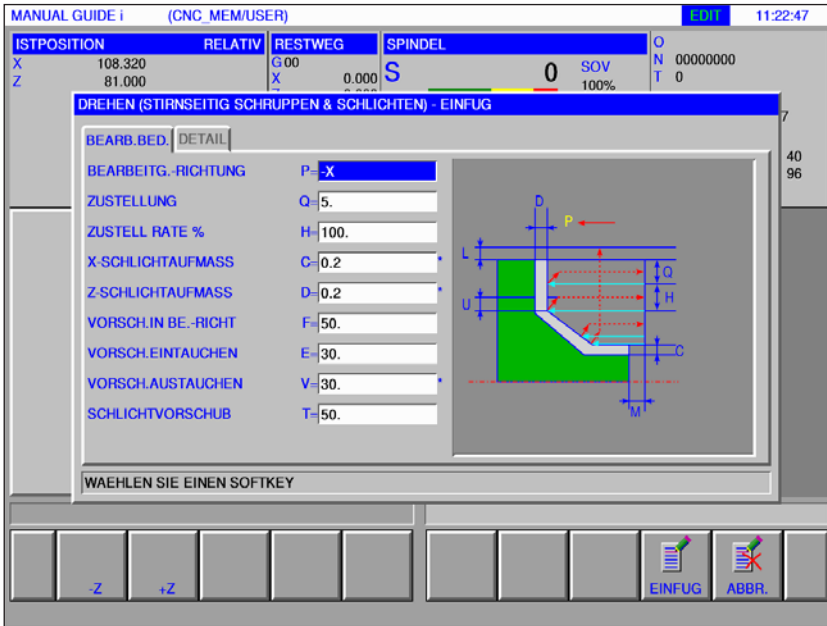 MANUAL GUIDE i (CNC_MEM/USER) EDIT 11:22:47
ISTPOSITION RELATIV RESTWEG SPINDEL O
X 108.320 G00 S 0 SOV N 00000000
Z 81.000 X 0.000 100% T 0
DREHEN (STIRNSEITIG SCHRUPPEN & SCHLICHTEN) - EINFUG
7
BEARB.BED. DETAIL
40
96
BEARBEITG.-RICHTUNG P= -X
ZUSTELLUNG Q= 5.
ZUSTELL RATE % H= 100.
X-SCHLICHTAUFMASS C= 0.2 *
Z-SCHLICHTAUFMASS D= 0.2 *
VORSCH.IN BE.-RICHT F= 50.
VORSCH.EINTAUCHEN E= 30.
VORSCH.AUSTAUCHEN V= 30. *
SCHLICHTVORSCHUB T= 50.
D
P
L
Q
U
H
C
M
WAEHLEN SIE EINEN SOFTKEY
-Z +Z EINFUG ABBR.